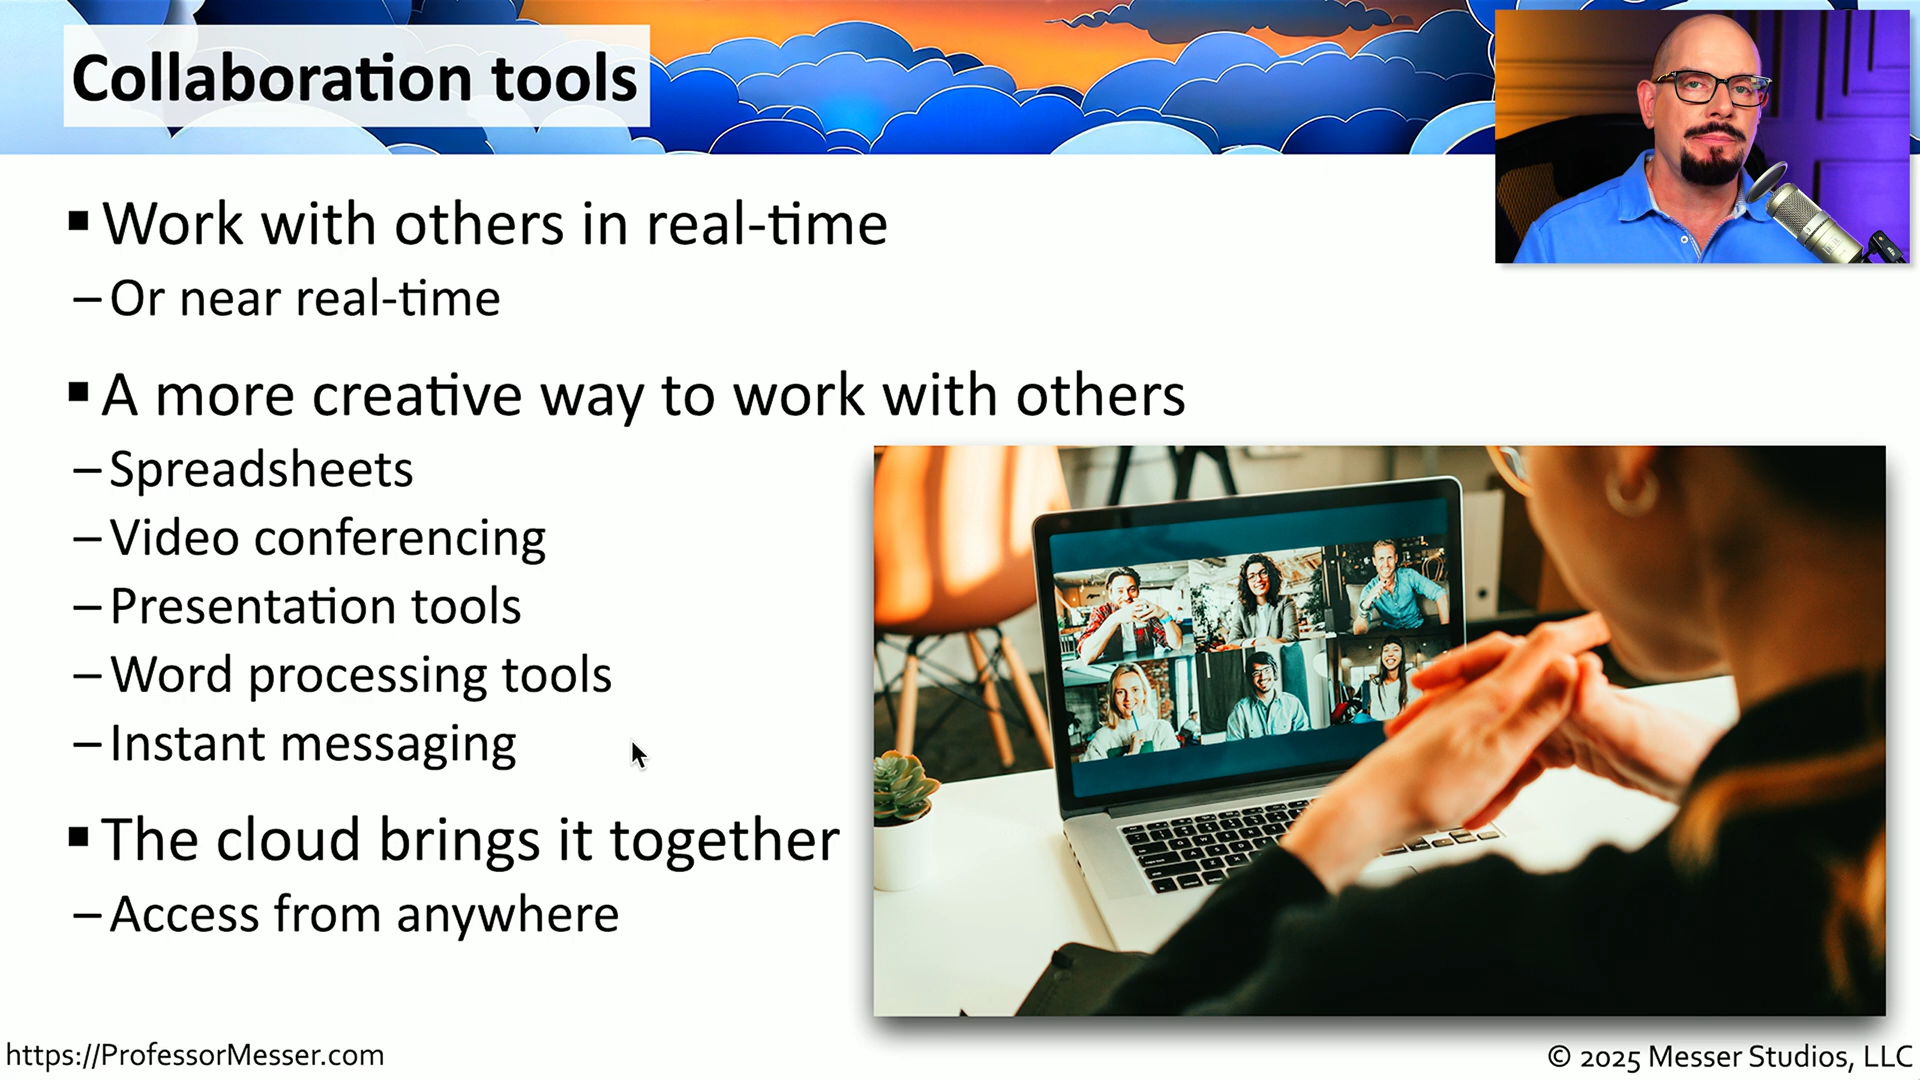 Collaboration tools
▪ Work with others in real-time
– Or near real-time
▪ A more creative way to work with others
– Spreadsheets
– Video conferencing
– Presentation tools
– Word processing tools
– Instant messaging
▪ The cloud brings it together
– Access from anywhere
https://ProfessorMesser.com
© 2025 Messer Studios, LLC